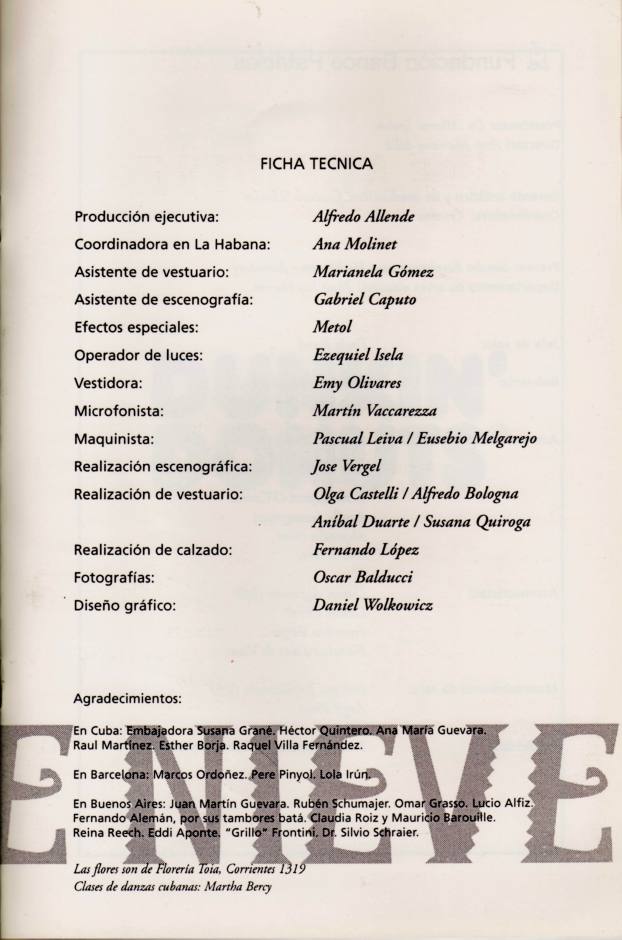 FICHA TECNICA
Producción ejecutiva: Alfredo Allende
Coordinadora en La Habana: Ana Molinet
Asistente de vestuario: Marianela Gómez
Asistente de escenografía: Gabriel Caputo
Efectos especiales: Metol
Operador de luces: Ezequiel Isela
Vestidora: Emy Olivares
Microfonista: Martín Vaccarezza
Maquinista: Pascual Leiva / Eusebio Melgarejo
Realización escenográfica: Jose Vergel
Realización de vestuario: Olga Castelli / Alfredo Bologna
Aníbal Duarte / Susana Quiroga
Realización de calzado: Fernando López
Fotografías: Oscar Balducci
Diseño gráfico: Daniel Wolkowicz
Agradecimientos:
En Cuba: Embajadora Susana Grané. Héctor Quintero. Ana María Guevara.
Raul Martínez. Esther Borja. Raquel Villa Fernández.
En Barcelona: Marcos Ordoñez. Pere Pinyol. Lola Irún.
En Buenos Aires: Juan Martín Guevara. Rubén Schumajer. Omar Grasso. Lucio Alfiz.
Fernando Alemán, por sus tambores batá. Claudia Roiz y Mauricio Barouille.
Reina Reech. Eddi Aponte. "Grillo" Frontini. Dr. Silvio Schraier.
E NIEVE
Las flores son de Florería Toia, Corrientes 1319
Clases de danzas cubanas: Martha Bercy